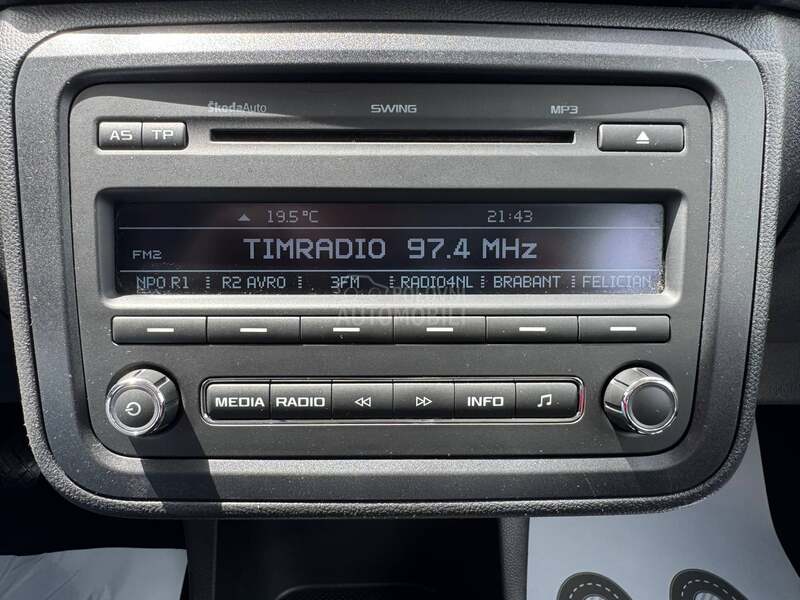 ŠkodaAuto SWING MP3
AS TP
19.5°C 21:43
FM2 TIMRADIO 97.4 MHz
NPO R1 R2 AVRO 3FM RADIO4NL BRABANT FELICIAN
POLOVNI
AUTOMOBILI
MEDIA RADIO INFO